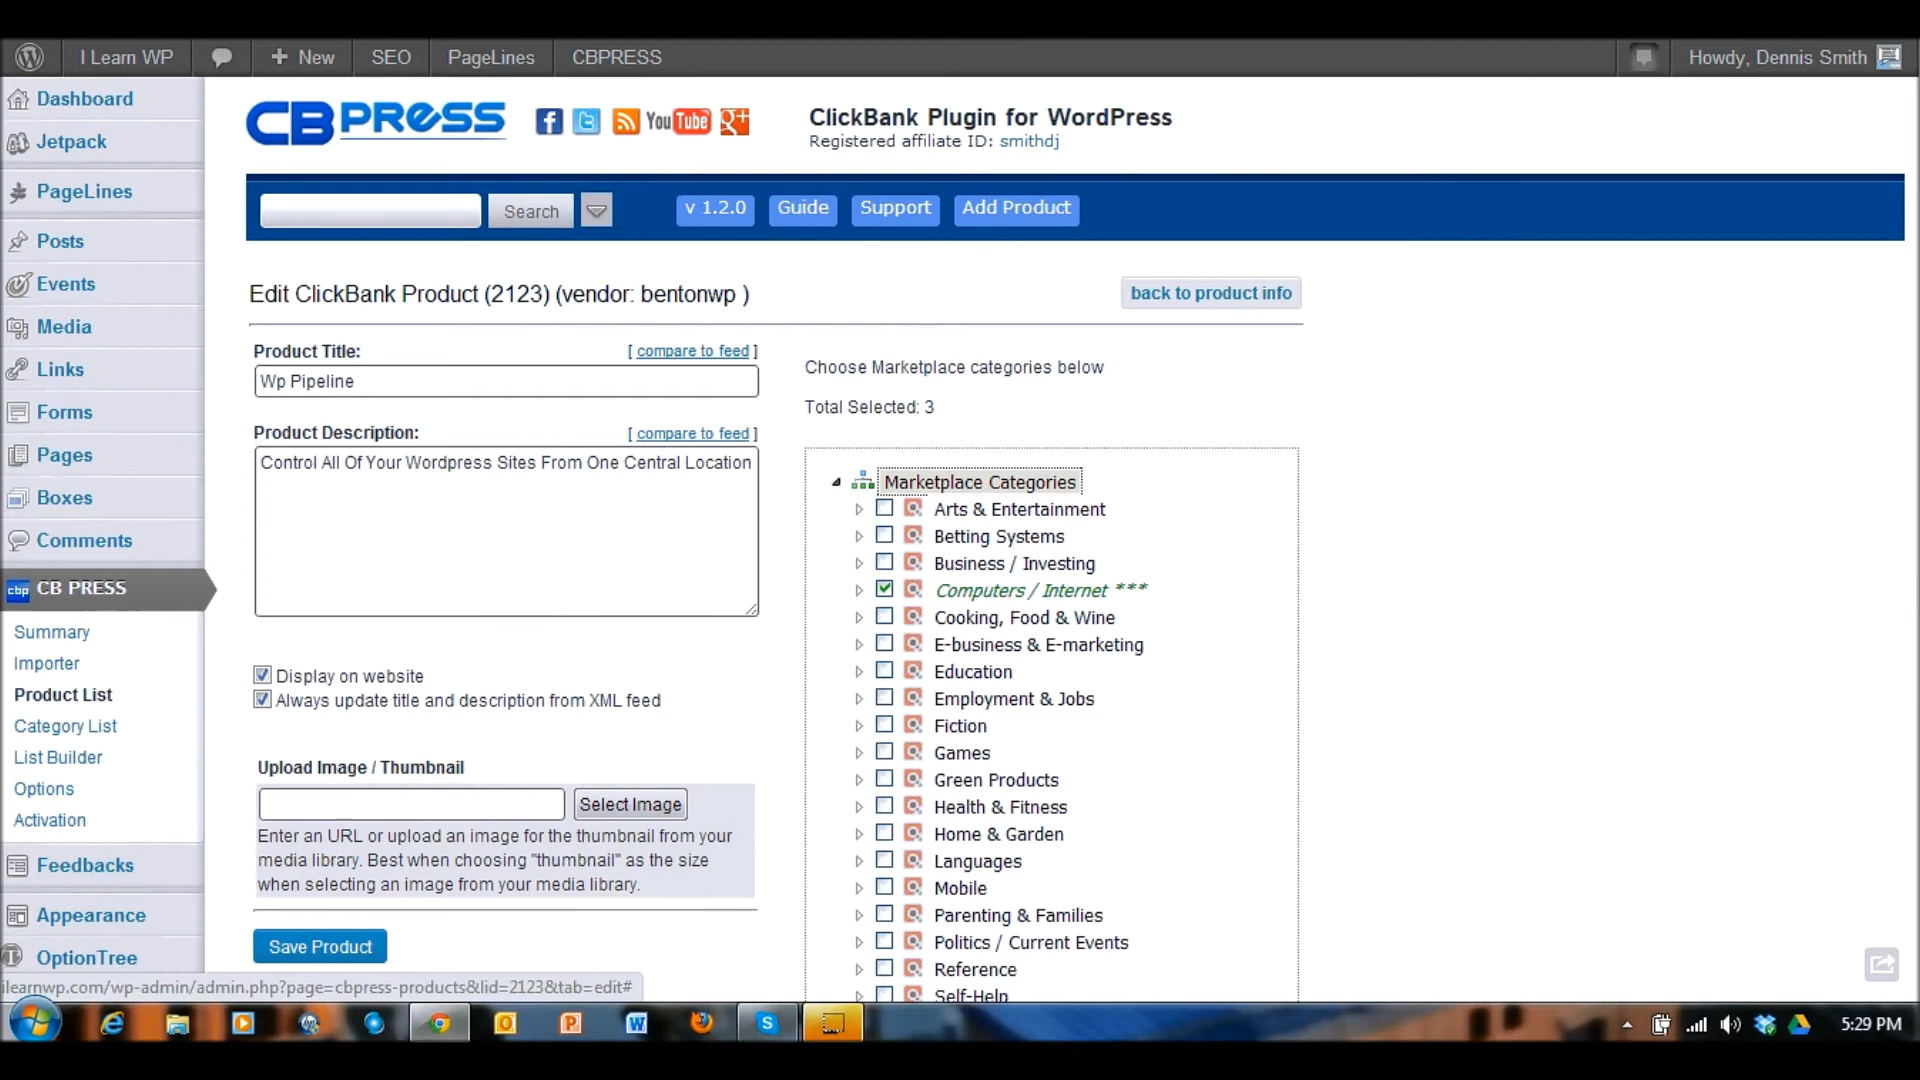 I Learn WP
New
SEO
PageLines
CBPRESS
Howdy, Dennis Smith
Dashboard
Jetpack
PageLines
Posts
Events
Media
Links
Forms
Pages
Boxes
Comments
cbp CB PRESS
Summary
Importer
Product List
Category List
List Builder
Options
Activation
Feedbacks
Appearance
OptionTree
CBPRESS
You Tube
ClickBank Plugin for WordPress
Registered affiliate ID: smithdj
Search
v 1.2.0
Guide
Support
Add Product
Edit ClickBank Product (2123) (vendor: bentonwp )
back to product info
Product Title:
[ compare to feed ]
Wp Pipeline
Product Description:
[ compare to feed ]
Control All Of Your Wordpress Sites From One Central Location
Display on website
Always update title and description from XML feed
Upload Image / Thumbnail
Select Image
Enter an URL or upload an image for the thumbnail from your
media library. Best when choosing "thumbnail" as the size
when selecting an image from your media library.
Save Product
Choose Marketplace categories below
Total Selected: 3
Marketplace Categories
Arts & Entertainment
Betting Systems
Business / Investing
Computers / Internet ***
Cooking, Food & Wine
E-business & E-marketing
Education
Employment & Jobs
Fiction
Games
Green Products
Health & Fitness
Home & Garden
Languages
Mobile
Parenting & Families
Politics / Current Events
Reference
Self-Help
ilearnwp.com/wp-admin/admin.php?page=cbpress-products&lid=2123&tab=edit#
5:29 PM